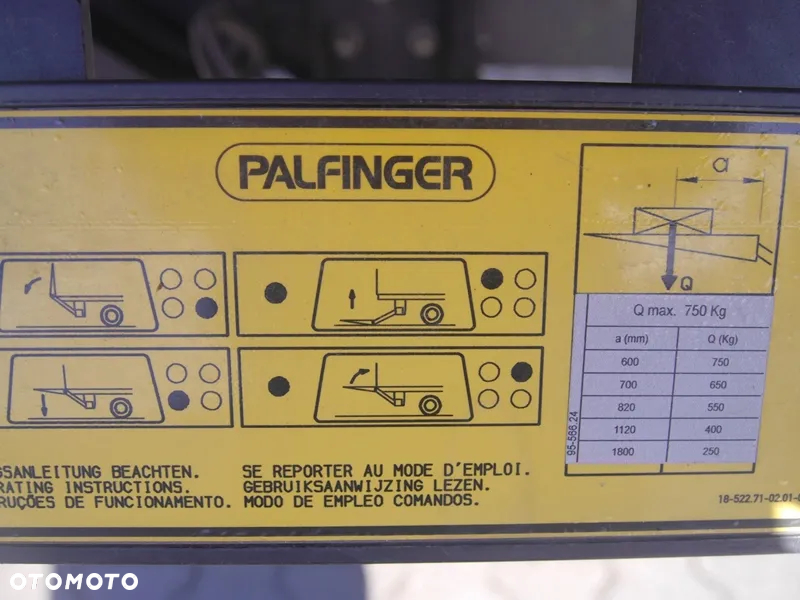 PALFINGER
a
Q
Q max. 750 Kg
a (mm) Q (Kg)
600 750
700 650
820 550
1120 400
1800 250
95-566.24
SANLEITUNG BEACHTEN.
RATING INSTRUCTIONS.
RUÇÕES DE FUNCIONAMENTO.
SE REPORTER AU MODE D'EMPLOI.
GEBRUIKSAANWIJZING LEZEN.
MODO DE EMPLEO COMANDOS.
18-522.71-02.01-
OTOMOTO